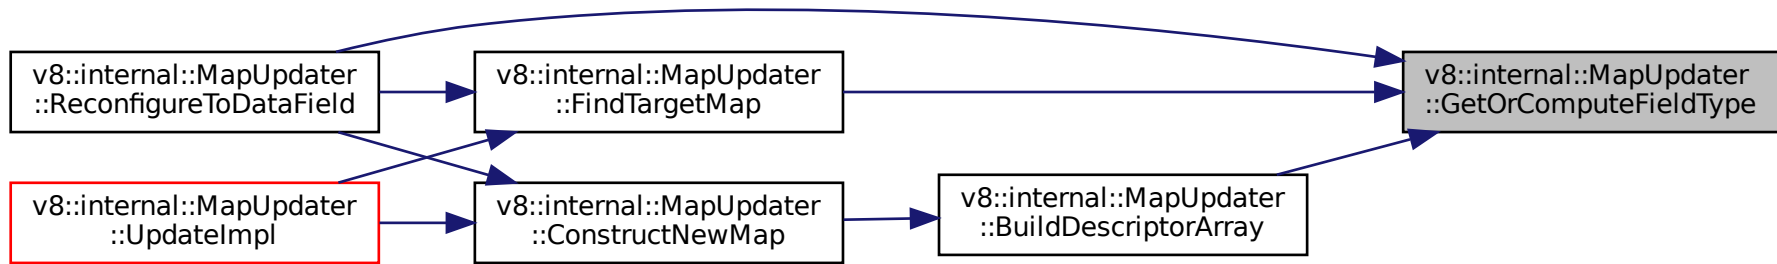 v8::internal::MapUpdater
::ReconfigureToDataField
v8::internal::MapUpdater
::FindTargetMap
v8::internal::MapUpdater
::GetOrComputeFieldType
v8::internal::MapUpdater
::UpdateImpl
v8::internal::MapUpdater
::ConstructNewMap
v8::internal::MapUpdater
::BuildDescriptorArray